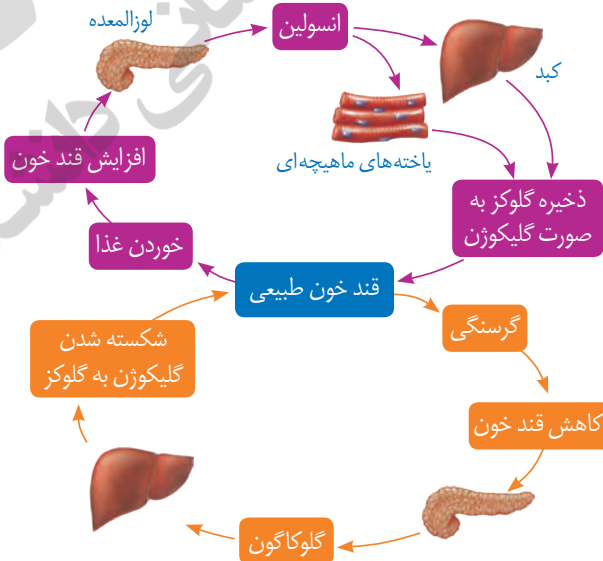 لوزالمعده
انسولین
کبد
یاخته‌های ماهیچه‌ای
افزایش قند خون
ذخیره گلوکز به
صورت گلیکوژن
خوردن غذا
قند خون طبیعی
گرسنگی
شکسته شدن
گلیکوژن به گلوکز
کاهش قند خون
گلوکاگون